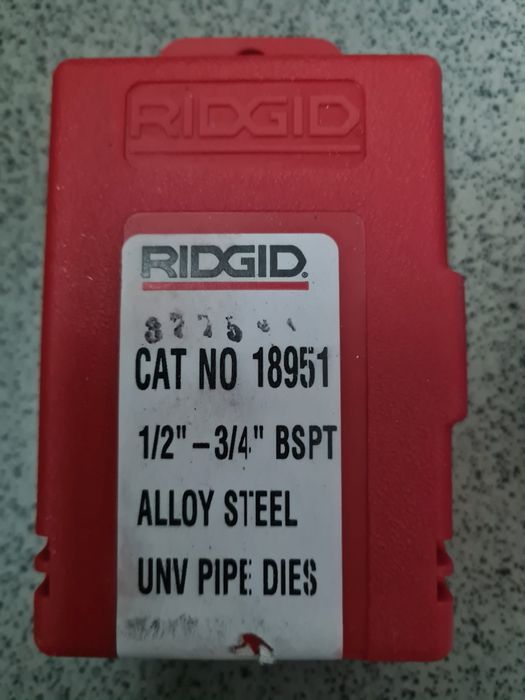 RIDGID
RIDGID
CAT NO 18951
1/2" – 3/4" BSPT
ALLOY STEEL
UNV PIPE DIES